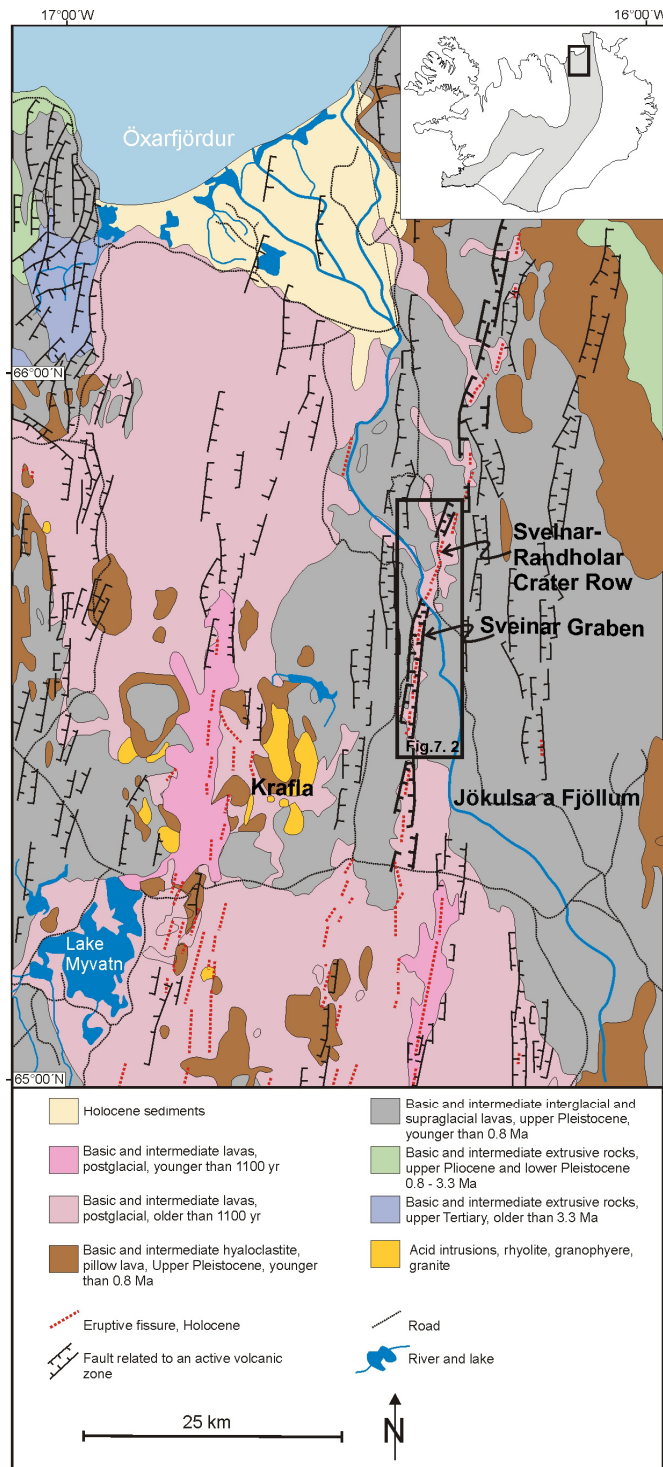 17°00'W
16°00'W
Öxarfjördur
66°00'N
Sveinar-
Randholar
Crater Row
Sveinar Graben
Fig.7. 2
Krafla
Jökulsa a Fjöllum
Lake
Myvatn
65°00'N
Holocene sediments
Basic and intermediate lavas,
postglacial, younger than 1100 yr
Basic and intermediate lavas,
postglacial, older than 1100 yr
Basic and intermediate hyaloclastite,
pillow lava, Upper Pleistocene, younger
than 0.8 Ma
Basic and intermediate interglacial and
supraglacial lavas, upper Pleistocene,
younger than 0.8 Ma
Basic and intermediate extrusive rocks,
upper Pliocene and lower Pleistocene
0.8 - 3.3 Ma
Basic and intermediate extrusive rocks,
upper Tertiary, older than 3.3 Ma
Acid intrusions, rhyolite, granophyere,
granite
Eruptive fissure, Holocene
Fault related to an active volcanic
zone
Road
River and lake
25 km
N